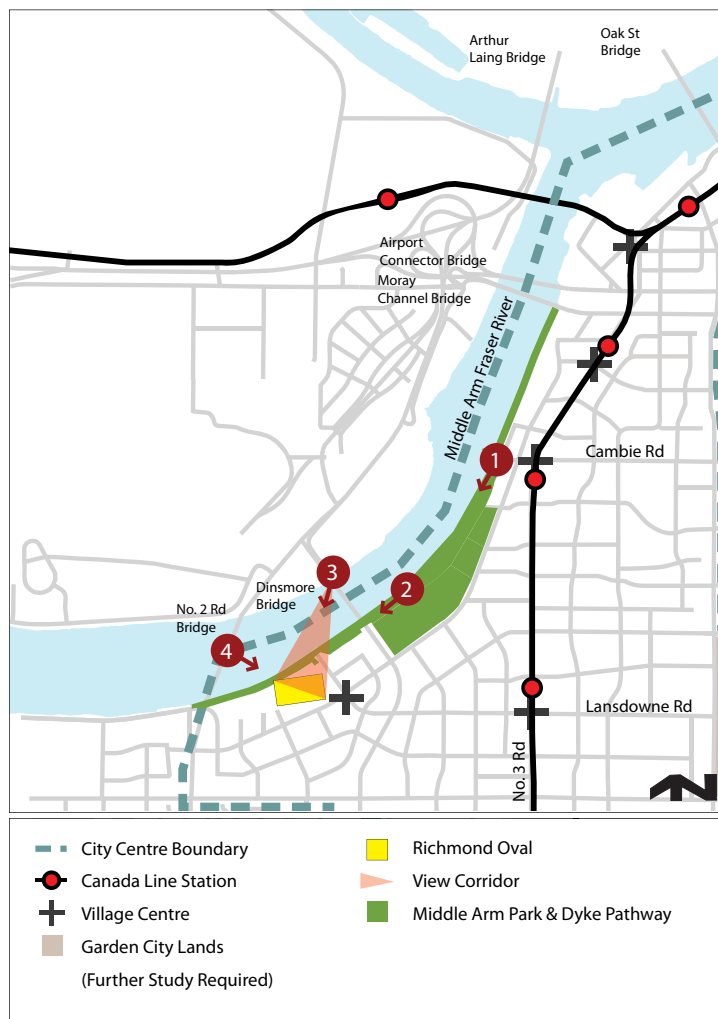 Arthur
Laing Bridge
Oak St
Bridge
Airport
Connector Bridge
Moray
Channel Bridge
Middle Arm Fraser River
1
Cambie Rd
3
Dinsmore
Bridge
2
No. 2 Rd
Bridge
4
Lansdowne Rd
No. 3 Rd
N
City Centre Boundary
Canada Line Station
Village Centre
Garden City Lands
(Further Study Required)
Richmond Oval
View Corridor
Middle Arm Park & Dyke Pathway